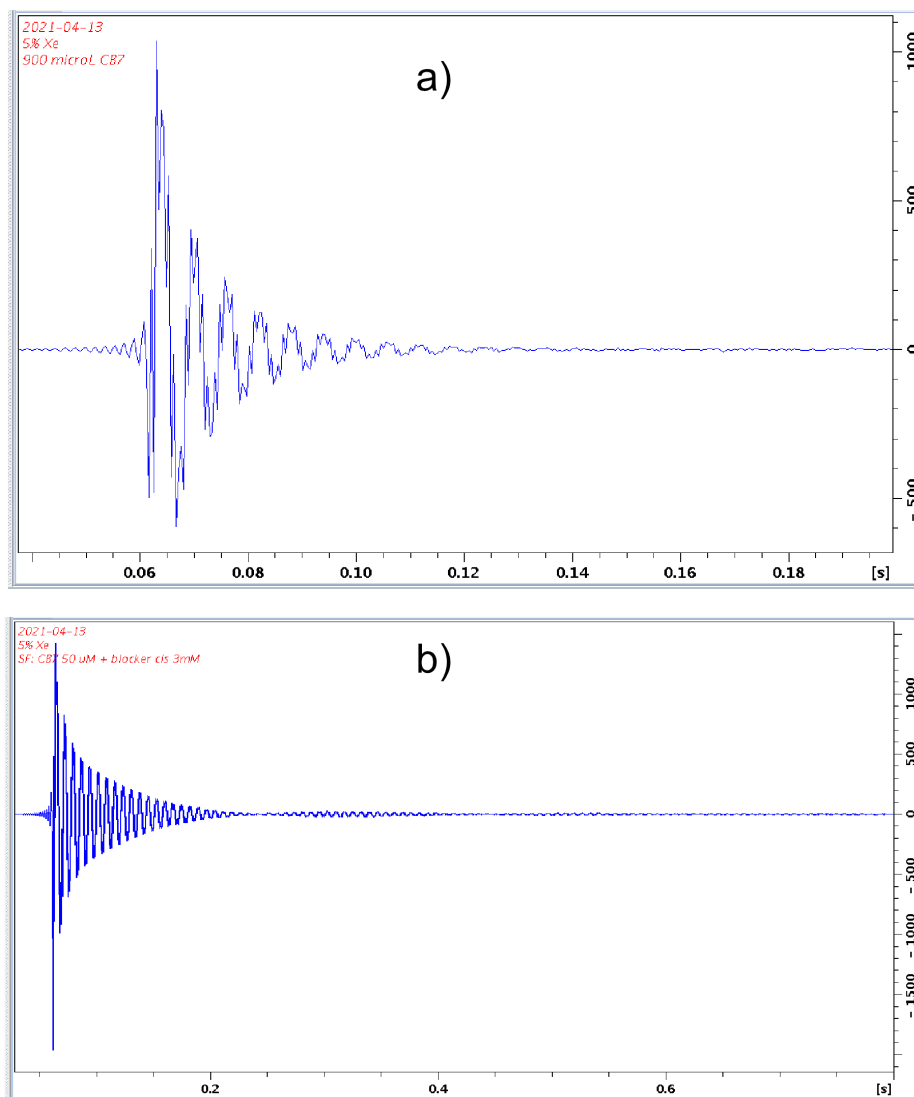 2021-04-13
5% Xe
900 microL CB7
a)
1000
500
0
- 500
0.06 0.08 0.10 0.12 0.14 0.16 0.18 [s]
2021-04-13
5% Xe
SF: CB7 50 uM + blocker cis 3mM
b)
1000
500
0
- 500
- 1000
- 1500
0.2 0.4 0.6 [s]